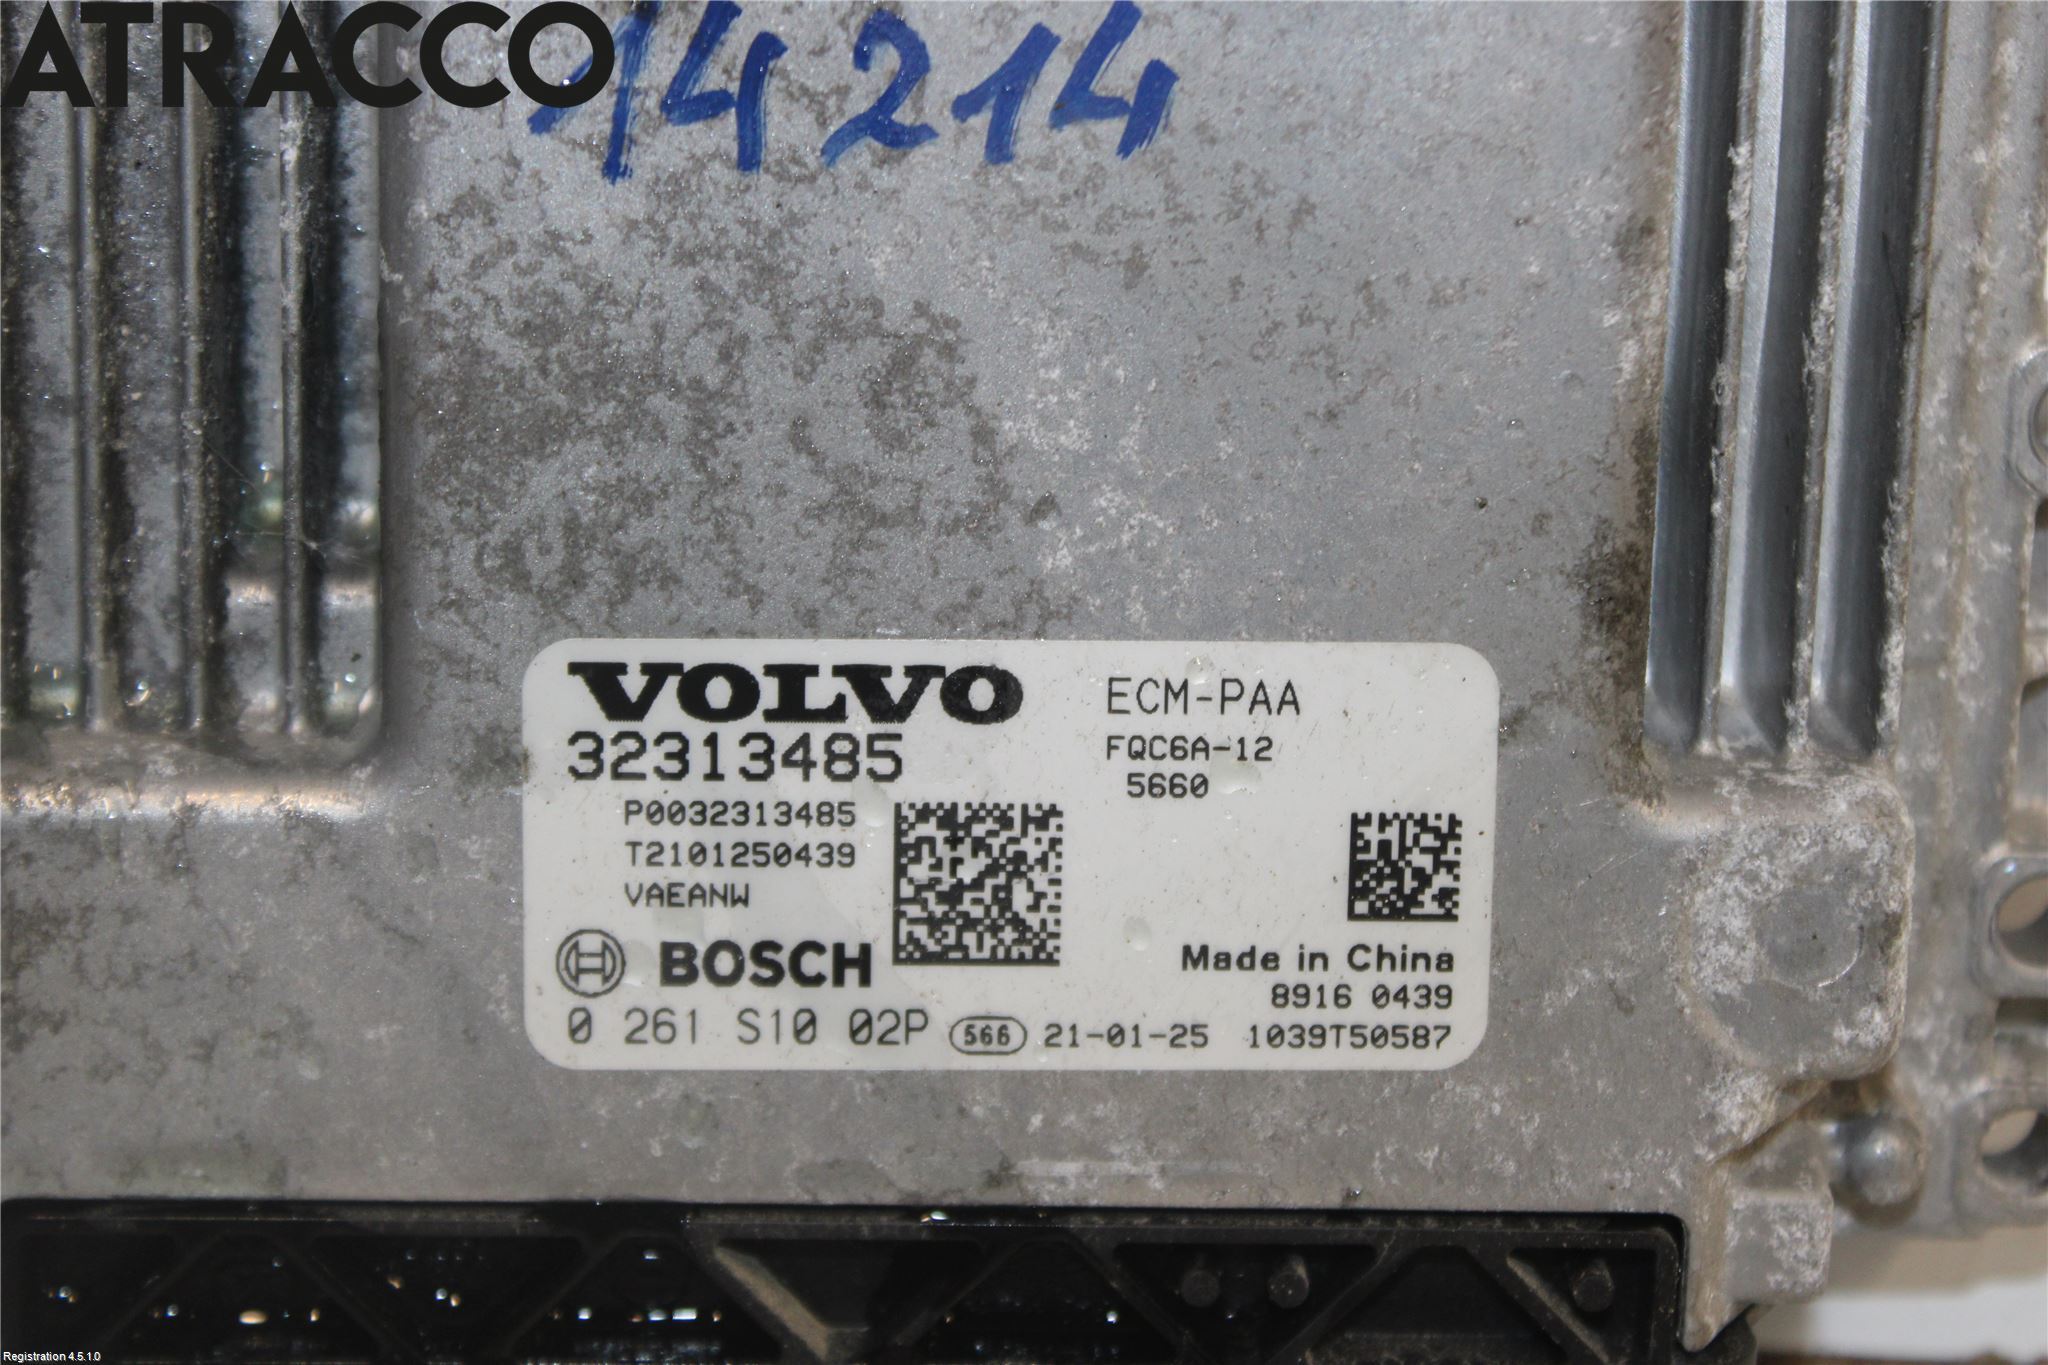 ATRACCO
14214
VOLVO
ECM-PAA
32313485
FQC6A-12
5660
P0032313485
T2101250439
VAEANW
BOSCH
Made in China
8916 0439
0 261 S10 02P 566 21-01-25 1039T50587
Registration 4.5.1.0